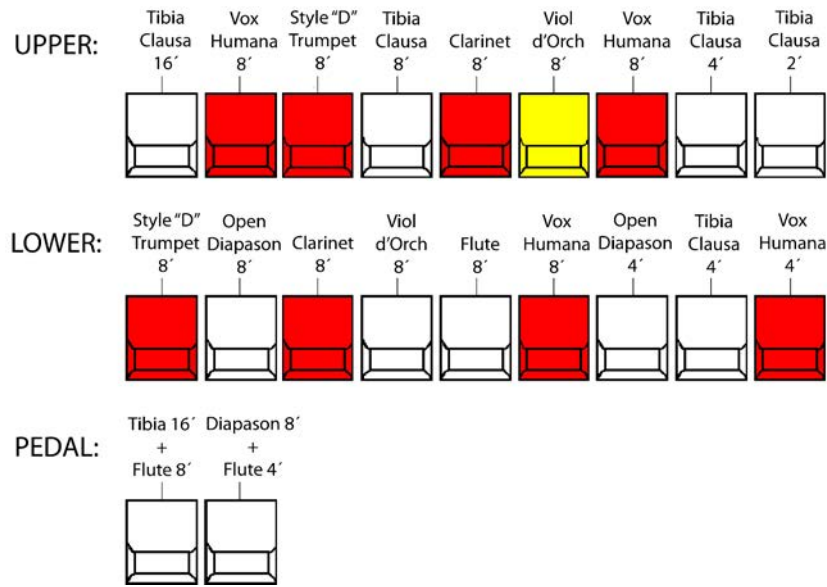 UPPER:
Tibia Clausa 16´
Vox Humana 8´
Style “D” Trumpet 8´
Tibia Clausa 8´
Clarinet 8´
Viol d’Orch 8´
Vox Humana 8´
Tibia Clausa 4´
Tibia Clausa 2´
LOWER:
Style “D” Trumpet 8´
Open Diapason 8´
Clarinet 8´
Viol d’Orch 8´
Flute 8´
Vox Humana 8´
Open Diapason 4´
Tibia Clausa 4´
Vox Humana 4´
PEDAL:
Tibia 16´ + Flute 8´
Diapason 8´ + Flute 4´